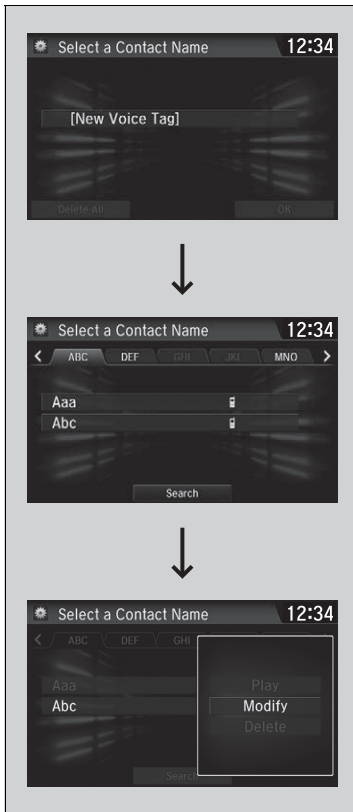 Select a Contact Name 12:34
[New Voice Tag]
Delete All OK
Select a Contact Name 12:34
< ABC DEF GHI JKL MNO >
Aaa
Abc
Search
Select a Contact Name 12:34
< ABC DEF GHI
Aaa Play
Abc Modify
Delete
Search